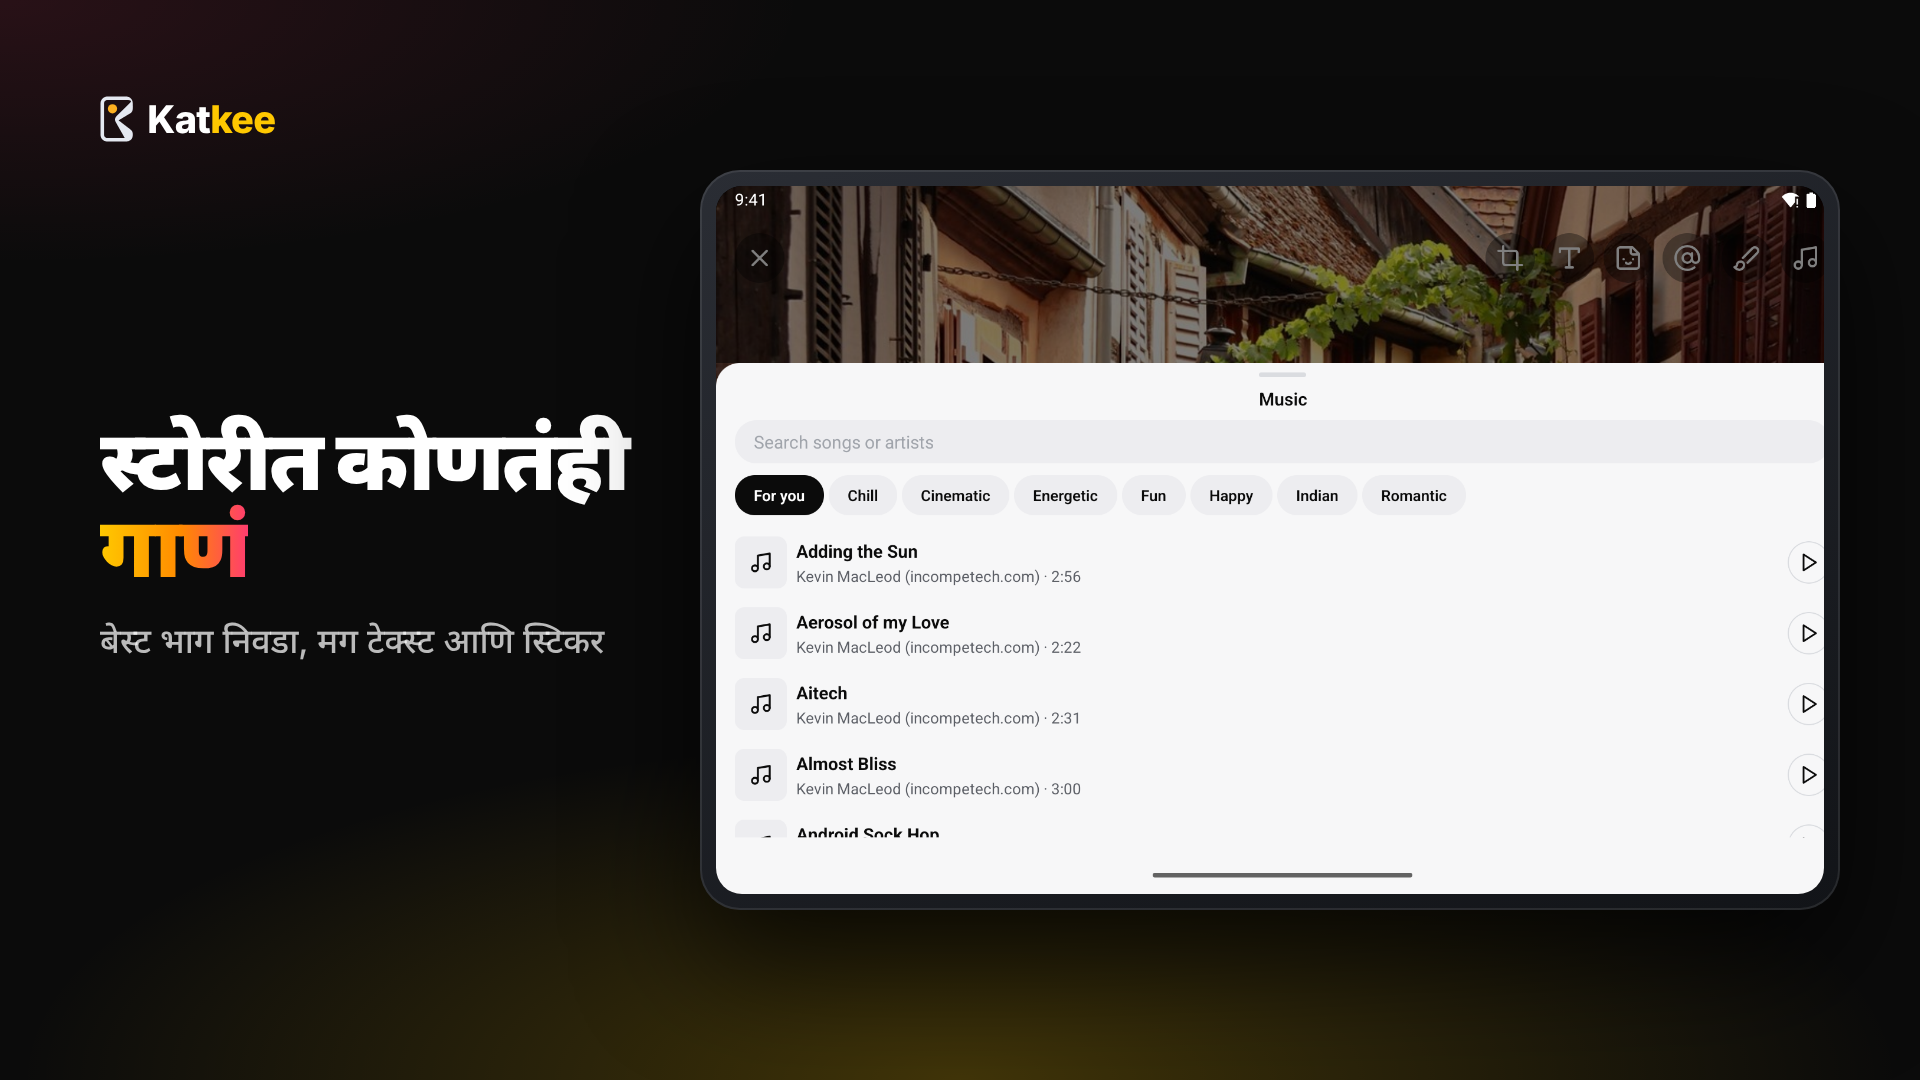 Katkee
स्टोरीत कोणतंही
गाणं
बेस्ट भाग निवडा, मग टेक्स्ट आणि स्टिकर
9:41
Music
Search songs or artists
For you
Chill
Cinematic
Energetic
Fun
Happy
Indian
Romantic
Adding the Sun
Kevin MacLeod (incompetech.com) · 2:56
Aerosol of my Love
Kevin MacLeod (incompetech.com) · 2:22
Aitech
Kevin MacLeod (incompetech.com) · 2:31
Almost Bliss
Kevin MacLeod (incompetech.com) · 3:00
Android Sock Hop